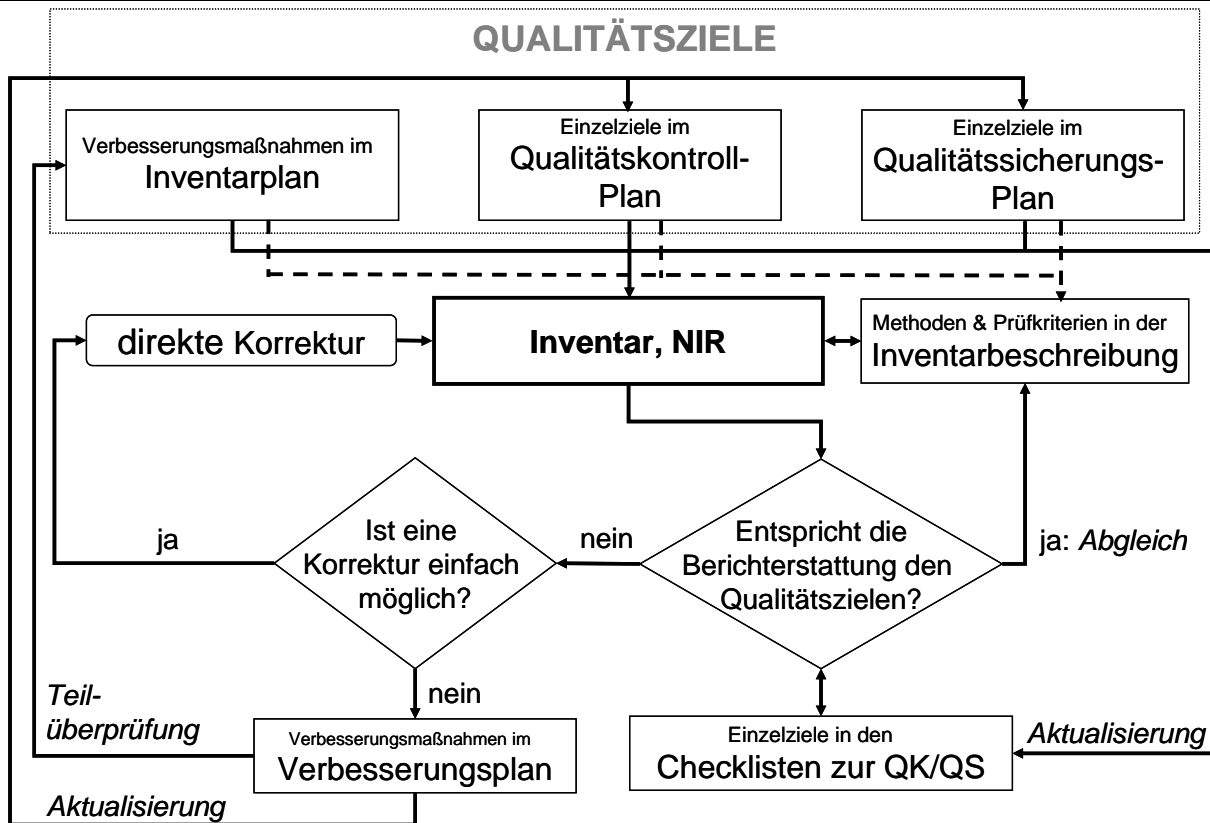 QUALITÄTSZIELE
Verbesserungsmaßnahmen im
Inventarplan
Einzelziele im
Qualitätskontroll-
Plan
Einzelziele im
Qualitätssicherungs-
Plan
direkte Korrektur
Inventar, NIR
Methoden & Prüfkriterien in der
Inventarbeschreibung
ja
Ist eine
Korrektur einfach
möglich?
nein
Entspricht die
Berichterstattung den
Qualitätszielen?
ja: Abgleich
Teil-
überprüfung
nein
Verbesserungsmaßnahmen im
Verbesserungsplan
Einzelziele in den
Checklisten zur QK/QS
Aktualisierung
Aktualisierung